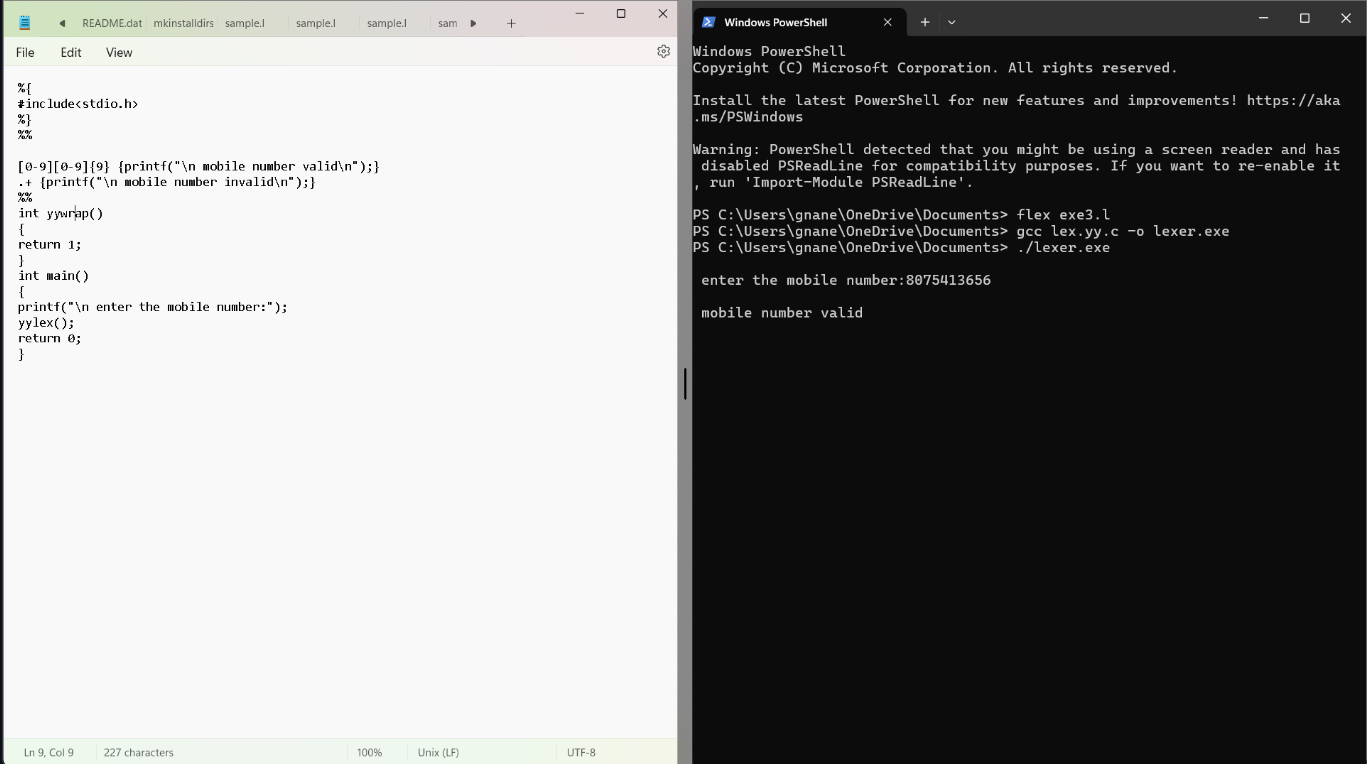 README.dat mkinstalldirs sample.l sample.l sample.l sam
File Edit View
%{
#include<stdio.h>
%}
%%
[0-9][0-9]{9} {printf("\n mobile number valid\n");}
.+ {printf("\n mobile number invalid\n");}
%%
int yywrap()
{
return 1;
}
int main()
{
printf("\n enter the mobile number:");
yylex();
return 0;
}
Ln 9, Col 9 227 characters 100% Unix (LF) UTF-8
Windows PowerShell
Windows PowerShell
Copyright (C) Microsoft Corporation. All rights reserved.
Install the latest PowerShell for new features and improvements! https://aka
.ms/PSWindows
Warning: PowerShell detected that you might be using a screen reader and has
disabled PSReadLine for compatibility purposes. If you want to re-enable it
, run 'Import-Module PSReadLine'.
PS C:\Users\gnane\OneDrive\Documents> flex exe3.l
PS C:\Users\gnane\OneDrive\Documents> gcc lex.yy.c -o lexer.exe
PS C:\Users\gnane\OneDrive\Documents> ./lexer.exe
enter the mobile number:8075413656
mobile number valid